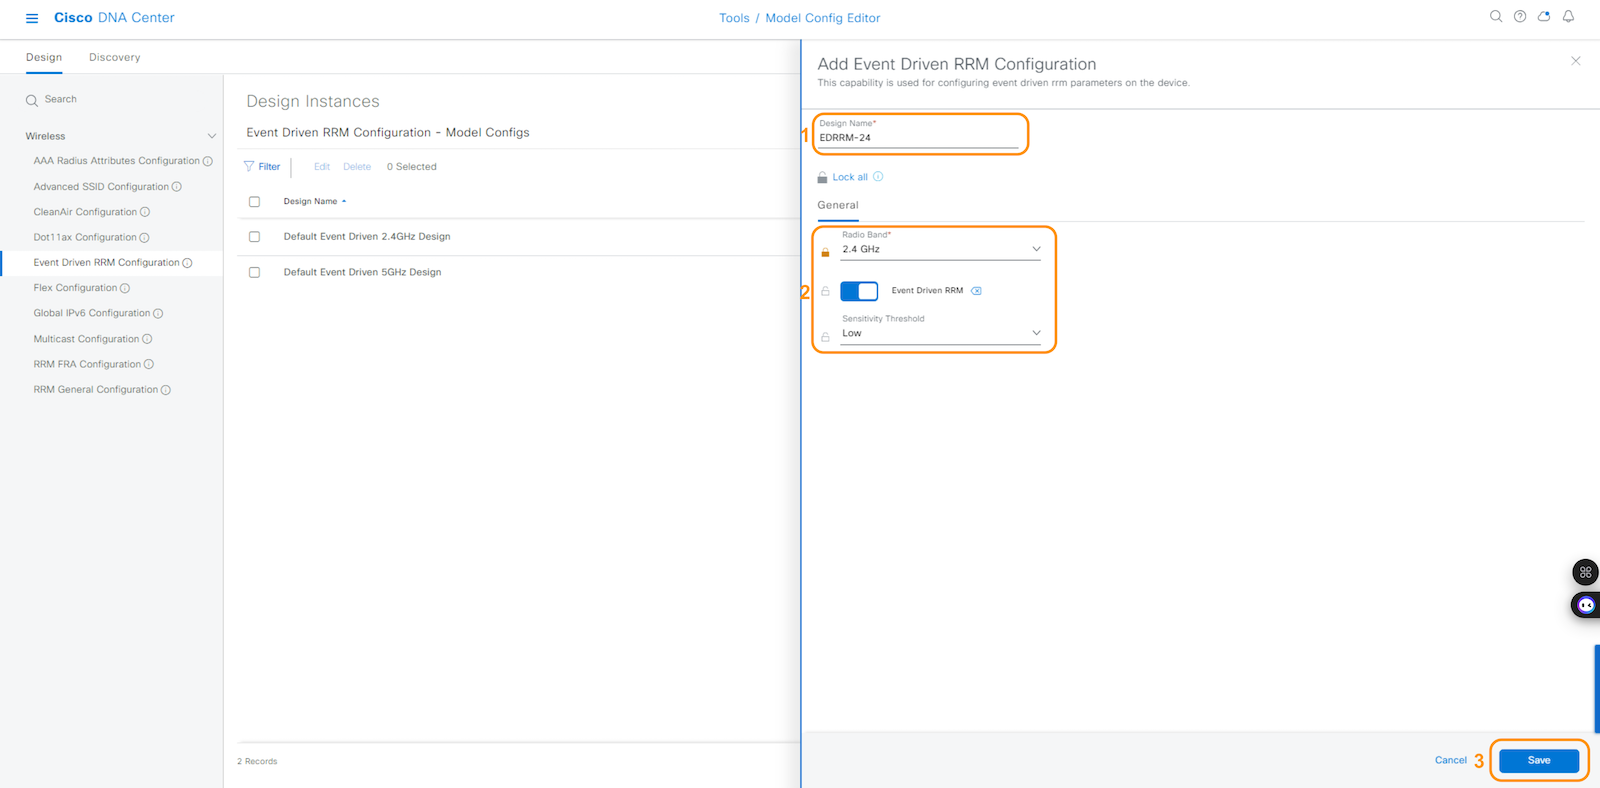 Cisco DNA Center
Tools / Model Config Editor
Design
Discovery
Search
Wireless
AAA Radius Attributes Configuration
Advanced SSID Configuration
CleanAir Configuration
Dot11ax Configuration
Event Driven RRM Configuration
Flex Configuration
Global IPv6 Configuration
Multicast Configuration
RRM FRA Configuration
RRM General Configuration
Design Instances
Event Driven RRM Configuration - Model Configs
Filter
Edit
Delete
0 Selected
Design Name
Default Event Driven 2.4GHz Design
Default Event Driven 5GHz Design
2 Records
Add Event Driven RRM Configuration
This capability is used for configuring event driven rrm parameters on the device.
1
Design Name*
EDRRM-24
Lock all
General
2
Radio Band*
2.4 GHz
Event Driven RRM
Sensitivity Threshold
Low
Cancel
3
Save